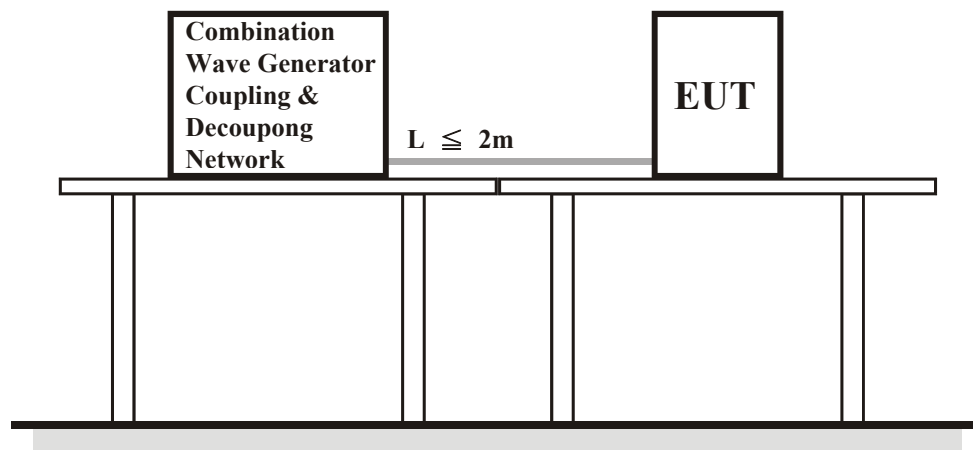 Combination
Wave Generator
Coupling &
Decoupong
Network
L ≦ 2m
EUT